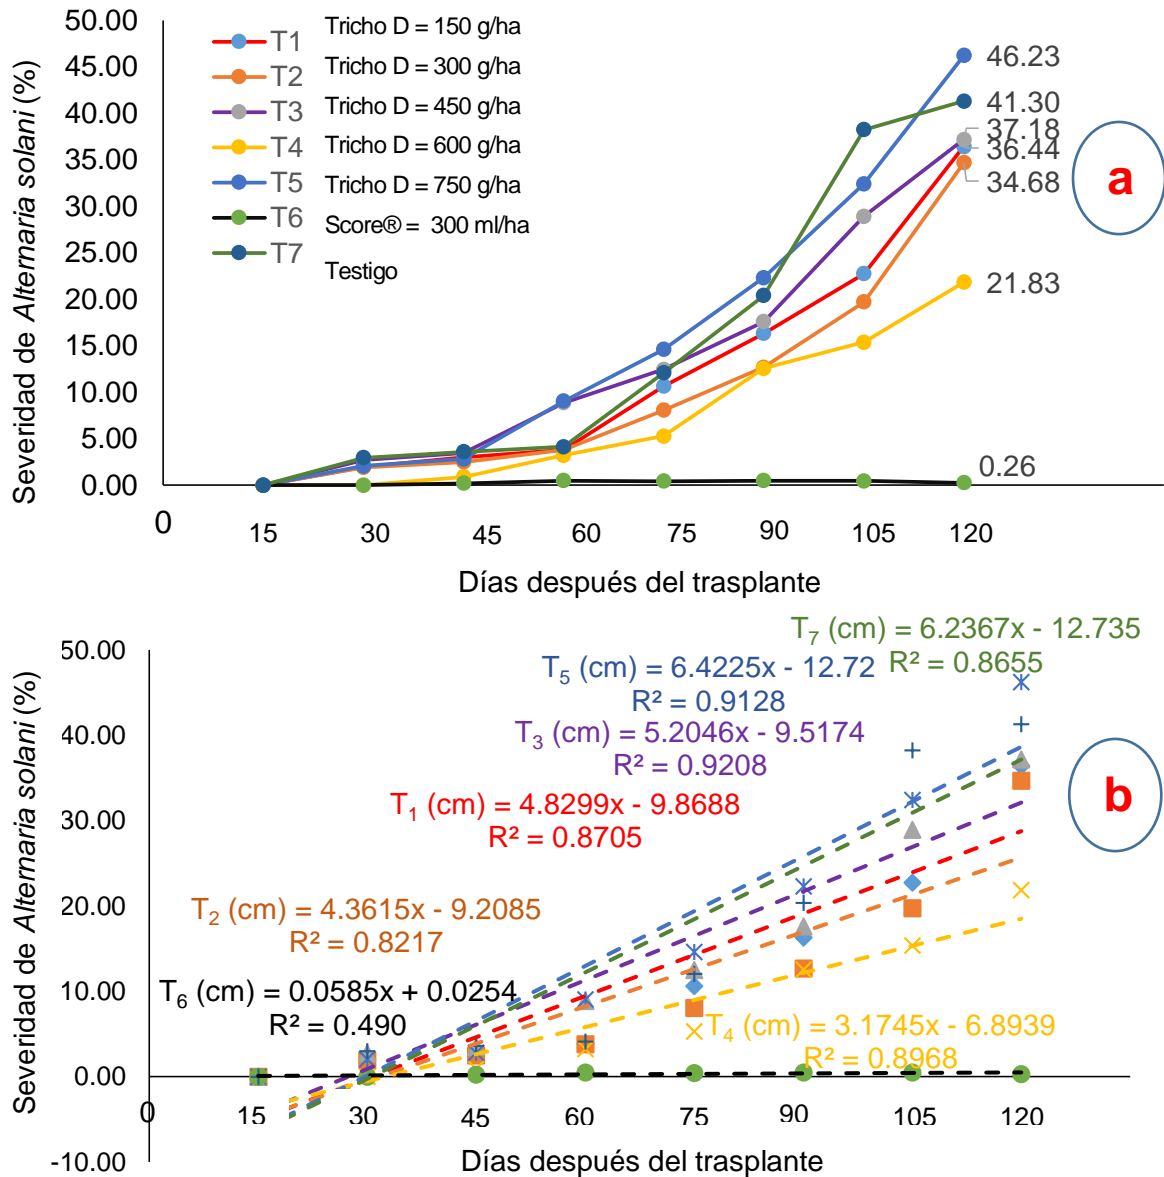 50.00
45.00
40.00
35.00
30.00
25.00
20.00
15.00
10.00
5.00
0.00
Severidad de Alternaria solani (%)
T1 Tricho D = 150 g/ha
T2 Tricho D = 300 g/ha
T3 Tricho D = 450 g/ha
T4 Tricho D = 600 g/ha
T5 Tricho D = 750 g/ha
T6 Score® = 300 ml/ha
T7 Testigo
46.23
41.30
37.18
36.44
34.68
21.83
0.26
a
0 15 30 45 60 75 90 105 120
Días después del trasplante
50.00
40.00
30.00
20.00
10.00
0.00
-10.00
Severidad de Alternaria solani (%)
T7 (cm) = 6.2367x - 12.735
R² = 0.8655
T5 (cm) = 6.4225x - 12.72
R² = 0.9128
T3 (cm) = 5.2046x - 9.5174
R² = 0.9208
T1 (cm) = 4.8299x - 9.8688
R² = 0.8705
T2 (cm) = 4.3615x - 9.2085
R² = 0.8217
T6 (cm) = 0.0585x + 0.0254
R² = 0.490
T4 (cm) = 3.1745x - 6.8939
R² = 0.8968
b
0 15 30 45 60 75 90 105 120
Días después del trasplante